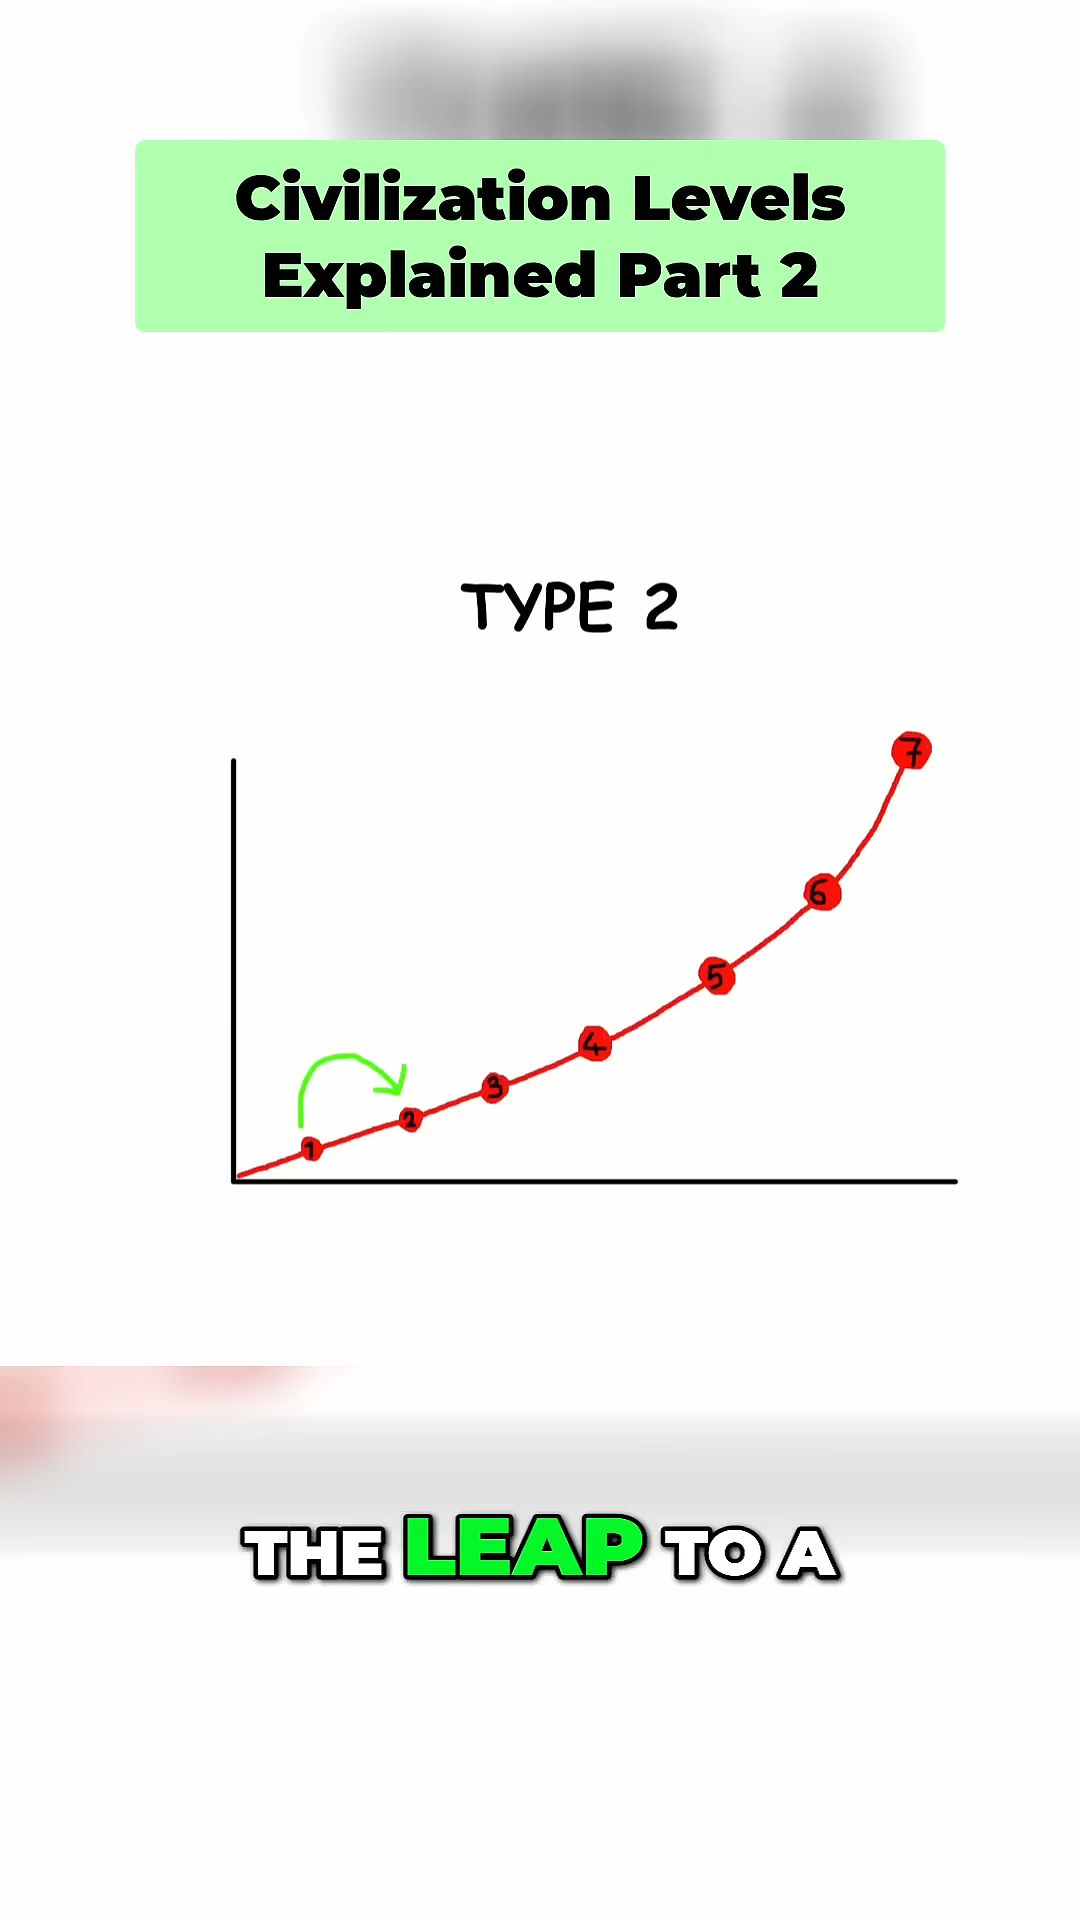 Civilization Levels
Explained Part 2
TYPE 2
7
6
5
4
3
2
1
THE LEAP TO A